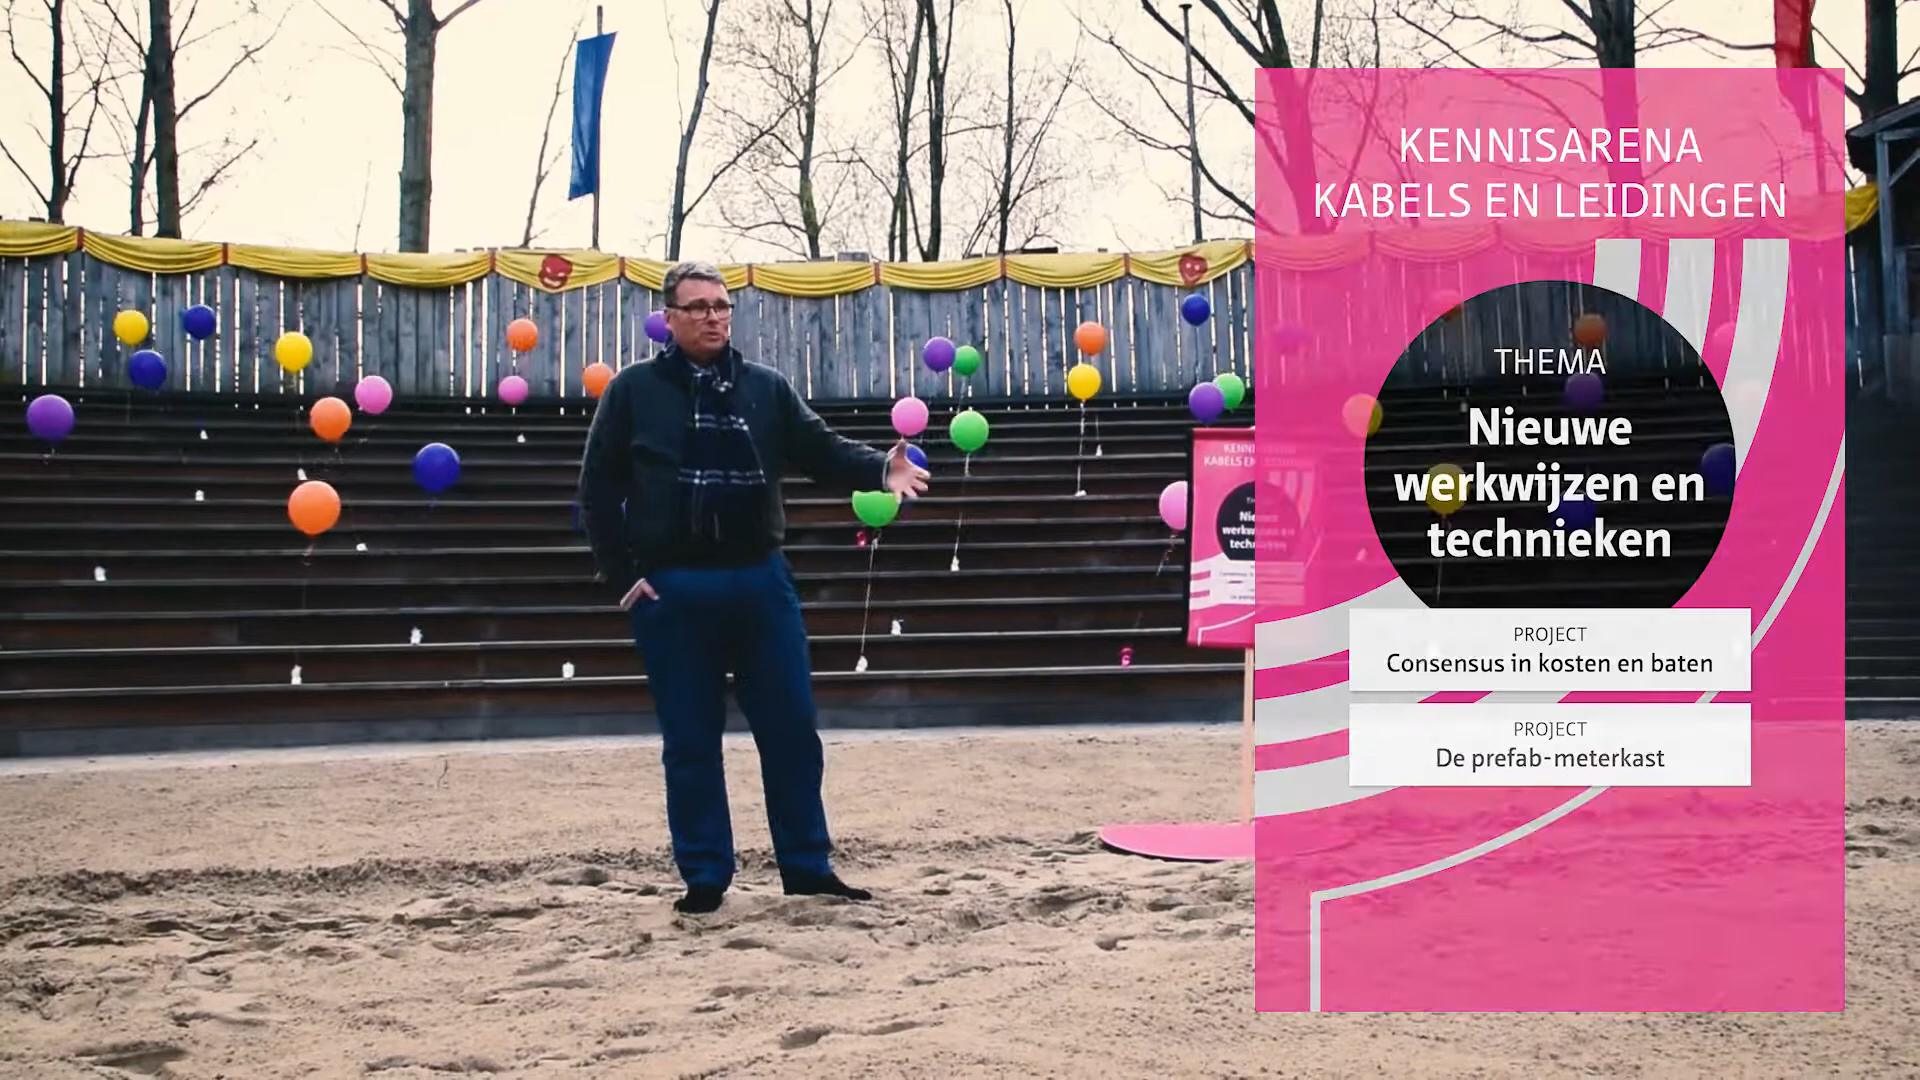 KENNISARENA
KABELS EN LEIDINGEN
THEMA
Nieuwe
werkwijzen en
technieken
PROJECT
Consensus in kosten en baten
PROJECT
De prefab-meterkast